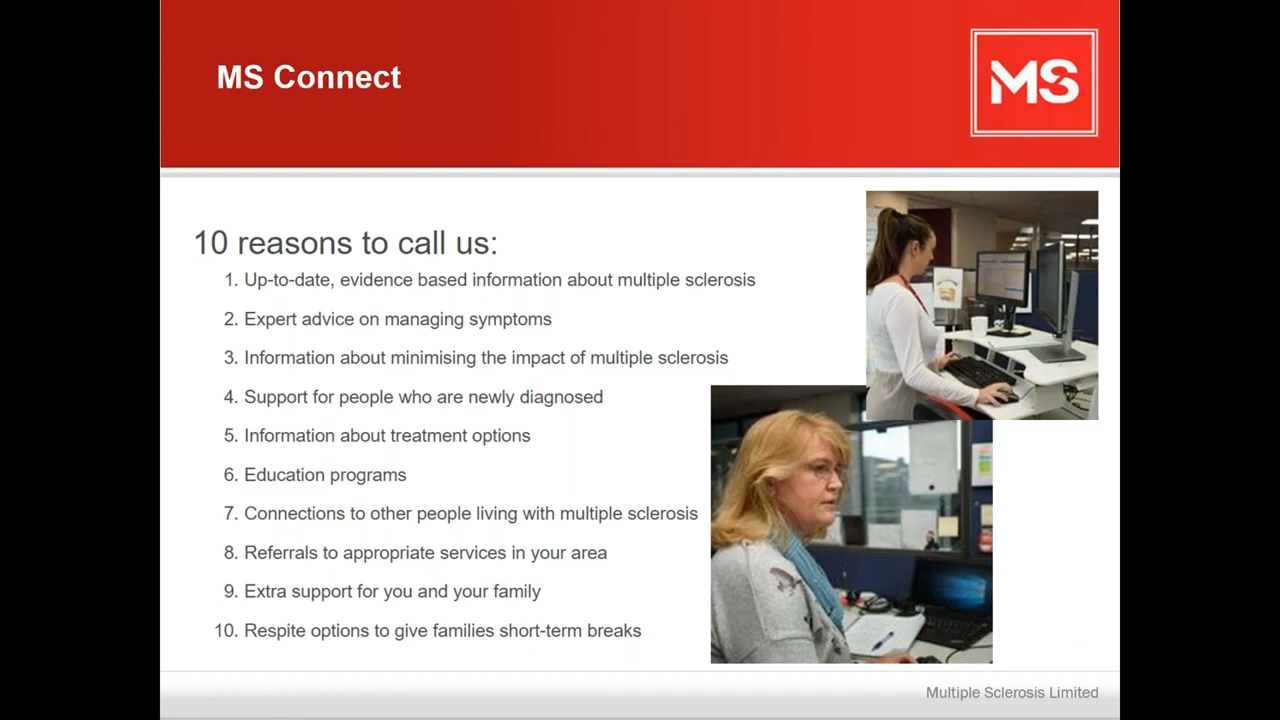 MS Connect
MS
10 reasons to call us:
1. Up-to-date, evidence based information about multiple sclerosis
2. Expert advice on managing symptoms
3. Information about minimising the impact of multiple sclerosis
4. Support for people who are newly diagnosed
5. Information about treatment options
6. Education programs
7. Connections to other people living with multiple sclerosis
8. Referrals to appropriate services in your area
9. Extra support for you and your family
10. Respite options to give families short-term breaks
Multiple Sclerosis Limited